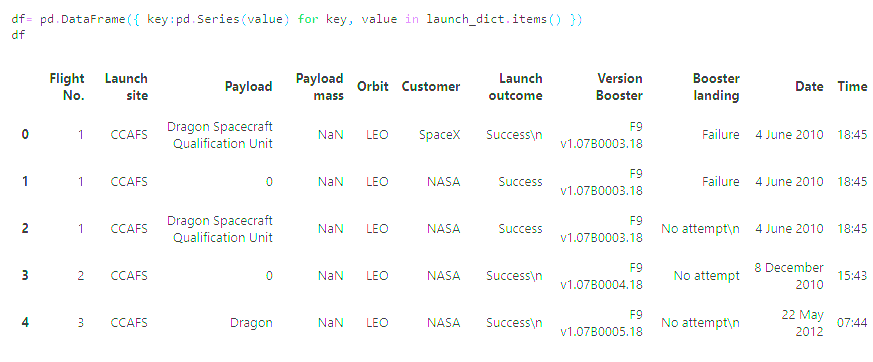 df= pd.DataFrame({ key:pd.Series(value) for key, value in launch_dict.items() })
df
Flight No. Launch site Payload Payload mass Orbit Customer Launch outcome Version Booster Booster landing Date Time
0 1 CCAFS Dragon Spacecraft Qualification Unit NaN LEO SpaceX Success\n F9 v1.07B0003.18 Failure 4 June 2010 18:45
1 1 CCAFS 0 NaN LEO NASA Success F9 v1.07B0003.18 Failure 4 June 2010 18:45
2 1 CCAFS Dragon Spacecraft Qualification Unit NaN LEO NASA Success F9 v1.07B0003.18 No attempt\n 4 June 2010 18:45
3 2 CCAFS 0 NaN LEO NASA Success\n F9 v1.07B0004.18 No attempt 8 December 2010 15:43
4 3 CCAFS Dragon NaN LEO NASA Success\n F9 v1.07B0005.18 No attempt\n 22 May 2012 07:44